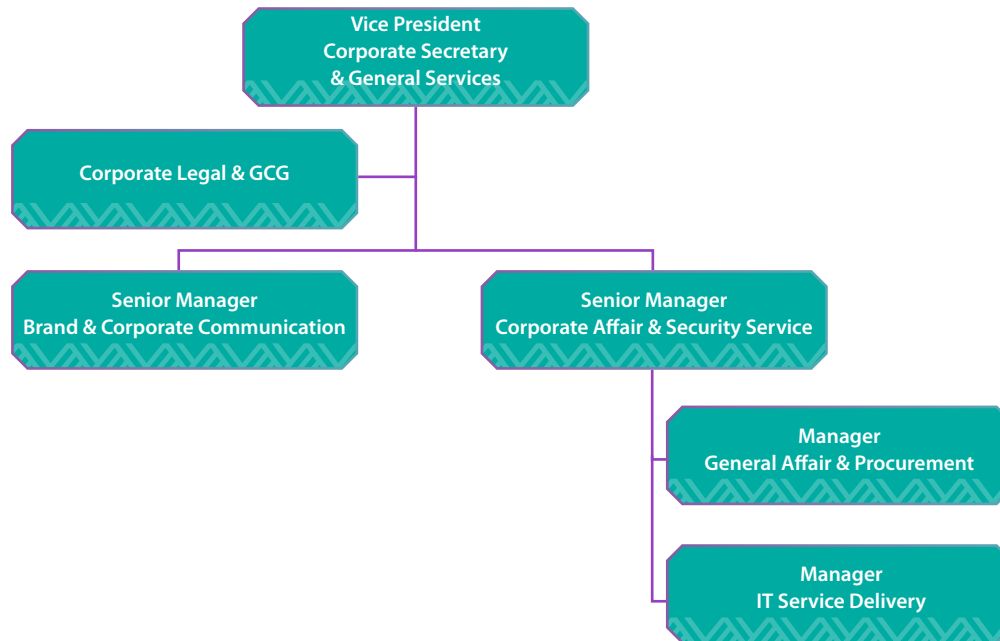 Vice President
Corporate Secretary
& General Services
Corporate Legal & GCG
Senior Manager
Brand & Corporate Communication
Senior Manager
Corporate Affair & Security Service
Manager
General Affair & Procurement
Manager
IT Service Delivery